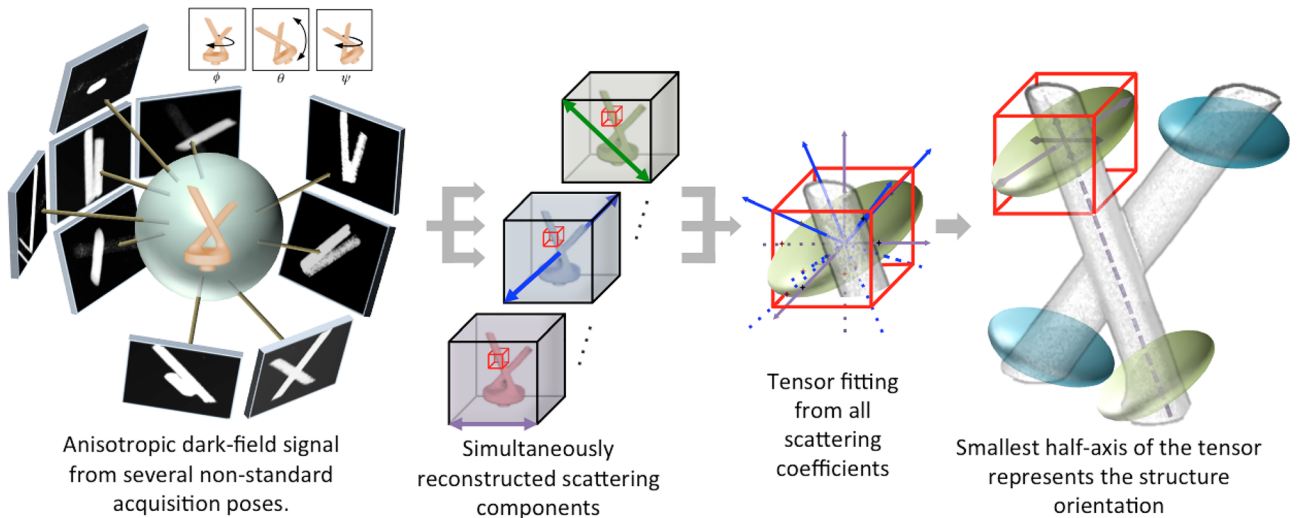 ϕ θ ψ
Anisotropic dark-field signal
from several non-standard
acquisition poses.
Simultaneously
reconstructed scattering
components
Tensor fitting
from all
scattering
coefficients
Smallest half-axis of the tensor
represents the structure
orientation